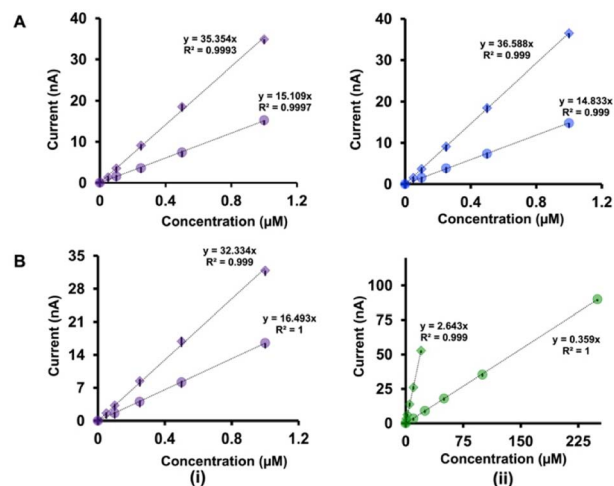 A
40
30
20
10
0
Current (nA)
y = 35.354x
R² = 0.9993
y = 15.109x
R² = 0.9997
0 0.4 0.8 1.2
Concentration (µM)
40
30
20
10
0
Current (nA)
y = 36.588x
R² = 0.999
y = 14.833x
R² = 0.999
0 0.4 0.8 1.2
Concentration (µM)
B
35
28
21
14
7
0
Current (nA)
y = 32.334x
R² = 0.999
y = 16.493x
R² = 1
0 0.4 0.8 1.2
Concentration (µM)
(i)
100
75
50
25
0
Current (nA)
y = 2.643x
R² = 0.999
y = 0.359x
R² = 1
0 75 150 225
Concentration (µM)
(ii)